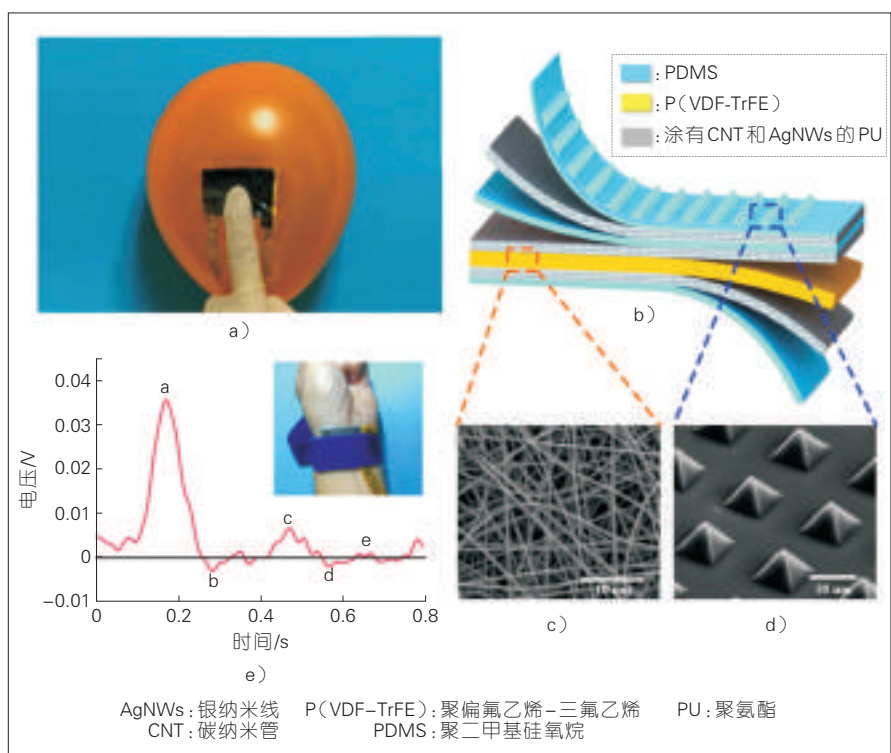 : PDMS
: P(VDF-TrFE)
: 涂有CNT和AgNWs的PU
a)
b)
0.04
0.03
0.02
0.01
0
−0.01
电压/V
a
b
c
d
e
0
0.2
0.4
0.6
0.8
时间/s
c)
d)
e)
AgNWs:银纳米线 P(VDF-TrFE):聚偏氟乙烯-三氟乙烯 PU:聚氨酯
CNT:碳纳米管 PDMS:聚二甲基硅氧烷